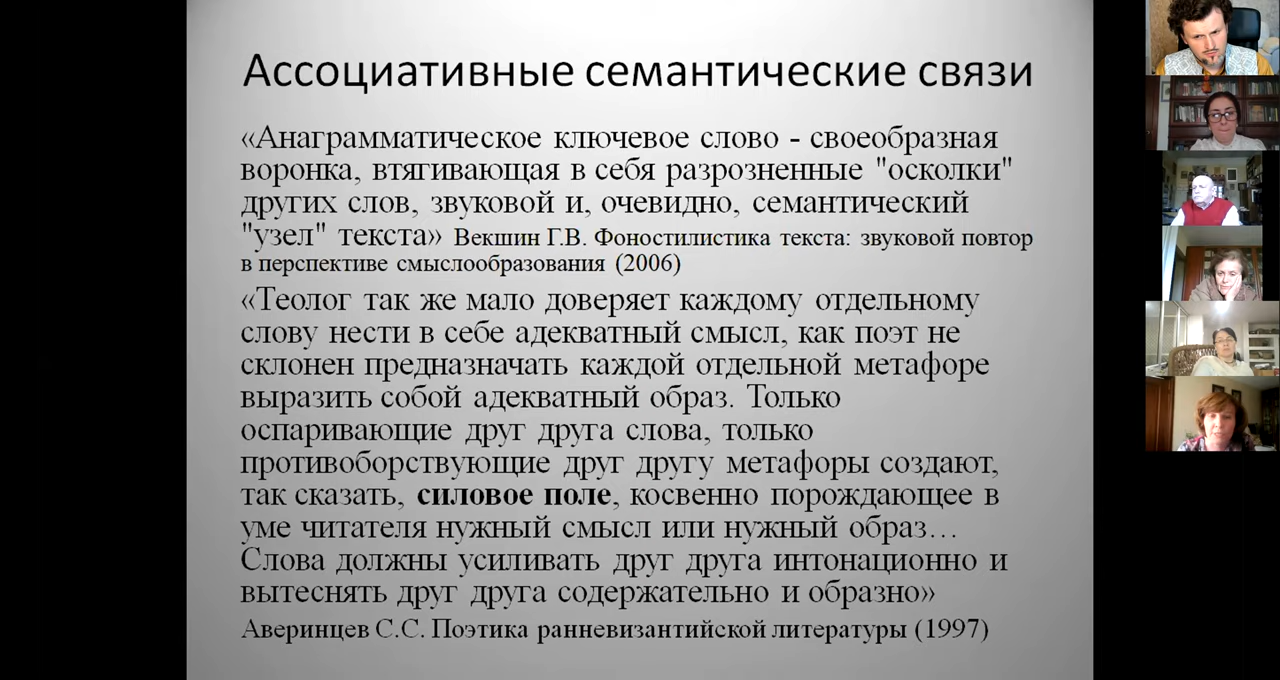 Ассоциативные семантические связи
«Анаграмматическое ключевое слово - своеобразная
воронка, втягивающая в себя разрозненные "осколки"
других слов, звуковой и, очевидно, семантический
"узел" текста» Векшин Г.В. Фоностилистика текста: звуковой повтор
в перспективе смыслообразования (2006)
«Теолог так же мало доверяет каждому отдельному
слову нести в себе адекватный смысл, как поэт не
склонен предназначать каждой отдельной метафоре
выразить собой адекватный образ. Только
оспаривающие друг друга слова, только
противоборствующие друг другу метафоры создают,
так сказать, силовое поле, косвенно порождающее в
уме читателя нужный смысл или нужный образ…
Слова должны усиливать друг друга интонационно и
вытеснять друг друга содержательно и образно»
Аверинцев С.С. Поэтика ранневизантийской литературы (1997)